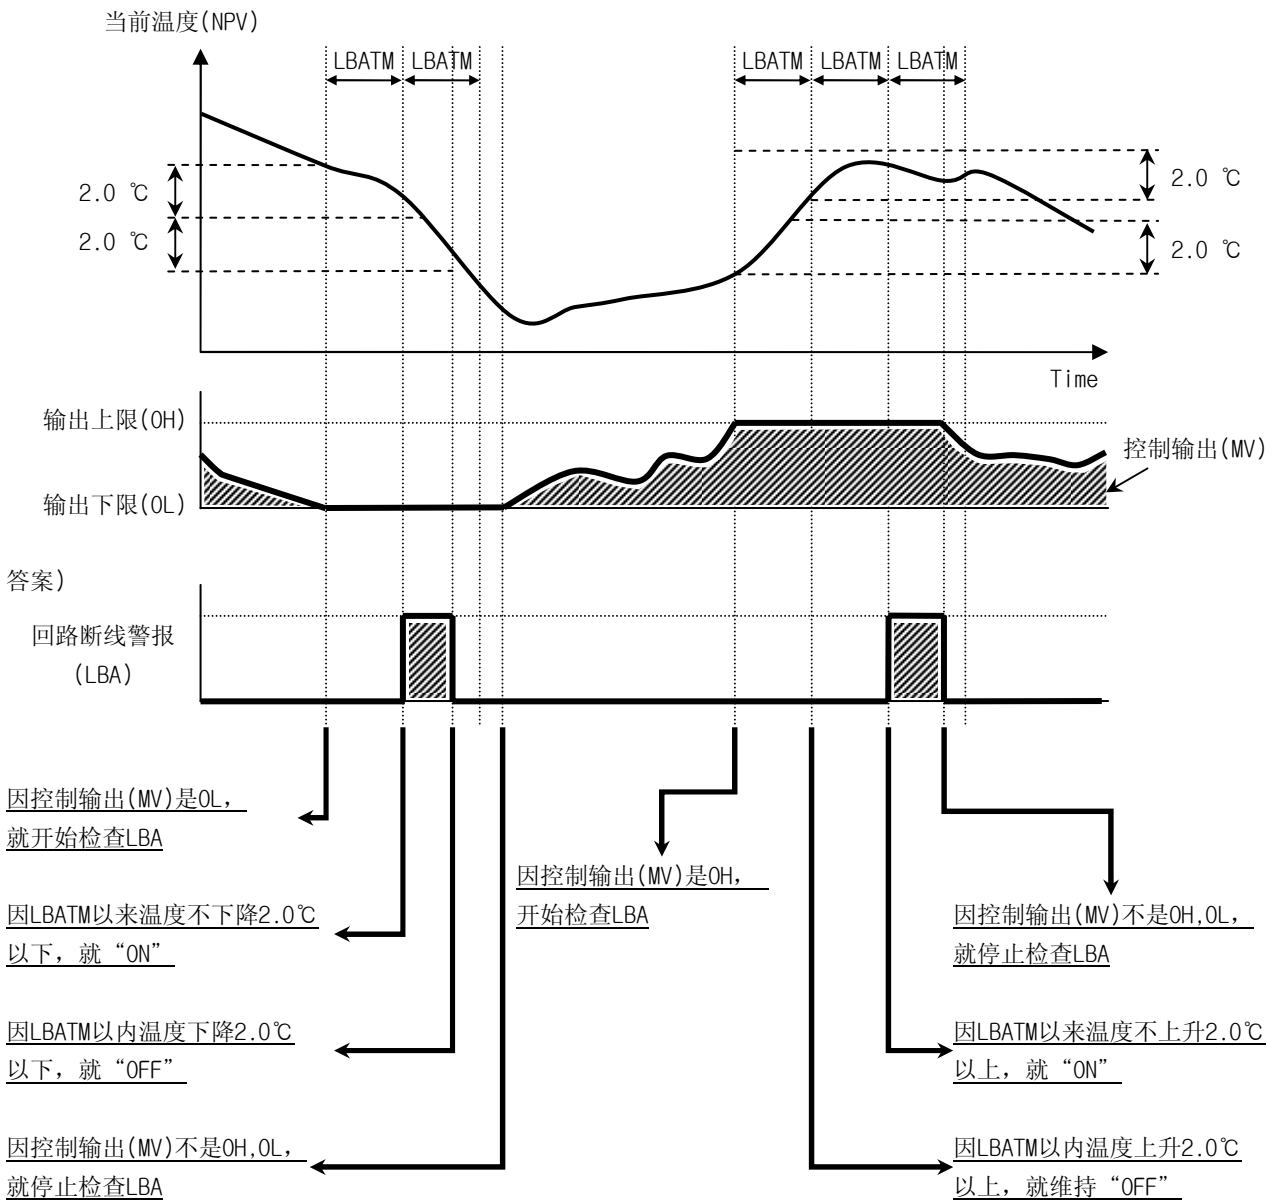 当前温度(NPV)
LBATM
LBATM
LBATM
LBATM
LBATM
2.0 ℃
2.0 ℃
2.0 ℃
2.0 ℃
Time
输出上限(OH)
控制输出(MV)
输出下限(OL)
答案)
回路断线警报
(LBA)
因控制输出(MV)是OL，
就开始检查LBA
因LBATM以来温度不下降2.0℃
以下，就“ON”
因LBATM以内温度下降2.0℃
以下，就“OFF”
因控制输出(MV)不是OH,OL，
就停止检查LBA
因控制输出(MV)是OH，
开始检查LBA
因控制输出(MV)不是OH,OL，
就停止检查LBA
因LBATM以来温度不上升2.0℃
以上，就“ON”
因LBATM以内温度上升2.0℃
以上，就维持“OFF”